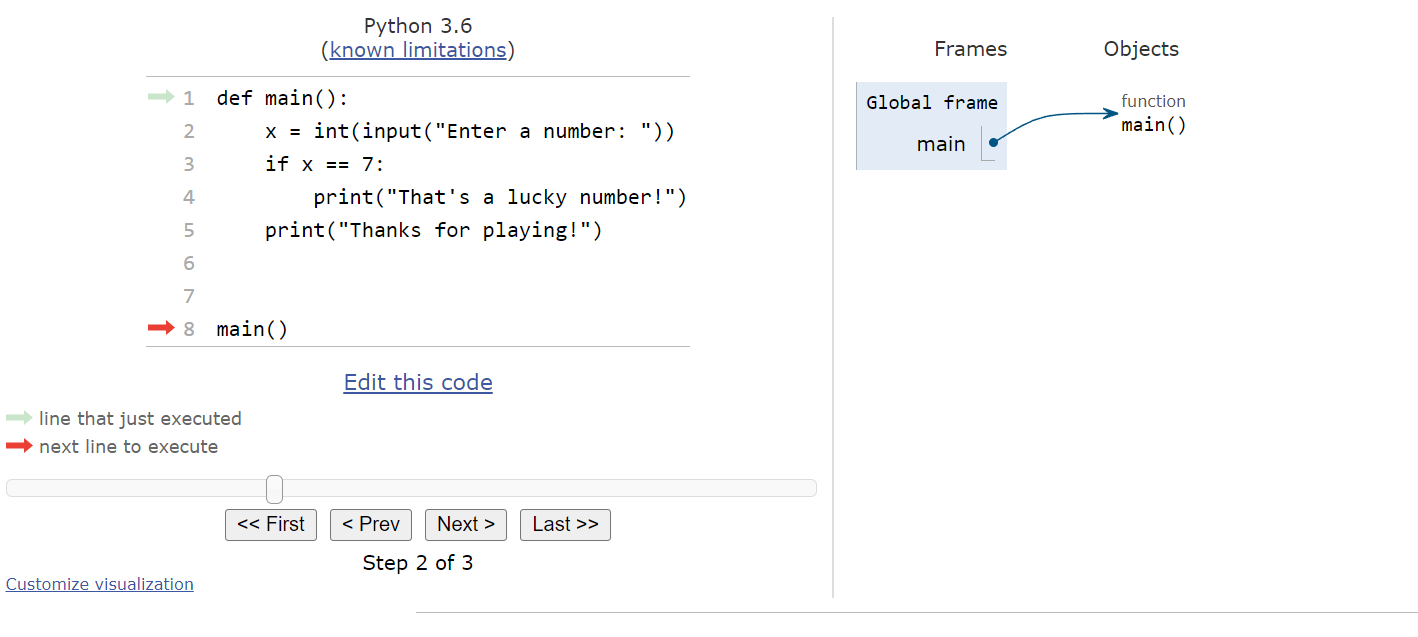 Python 3.6
(known limitations)
1 def main():
2     x = int(input("Enter a number: "))
3     if x == 7:
4         print("That's a lucky number!")
5     print("Thanks for playing!")
6
7
8 main()
Edit this code
line that just executed
next line to execute
<< First < Prev Next > Last >>
Step 2 of 3
Customize visualization
Frames Objects
Global frame
main
function
main()